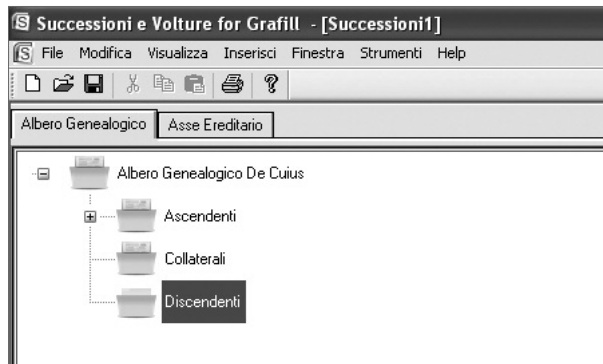 Successioni e Volture for Grafill - [Successioni1]
File Modifica Visualizza Inserisci Finestra Strumenti Help
Albero Genealogico Asse Ereditario
Albero Genealogico De Cuius
Ascendenti
Collaterali
Discendenti